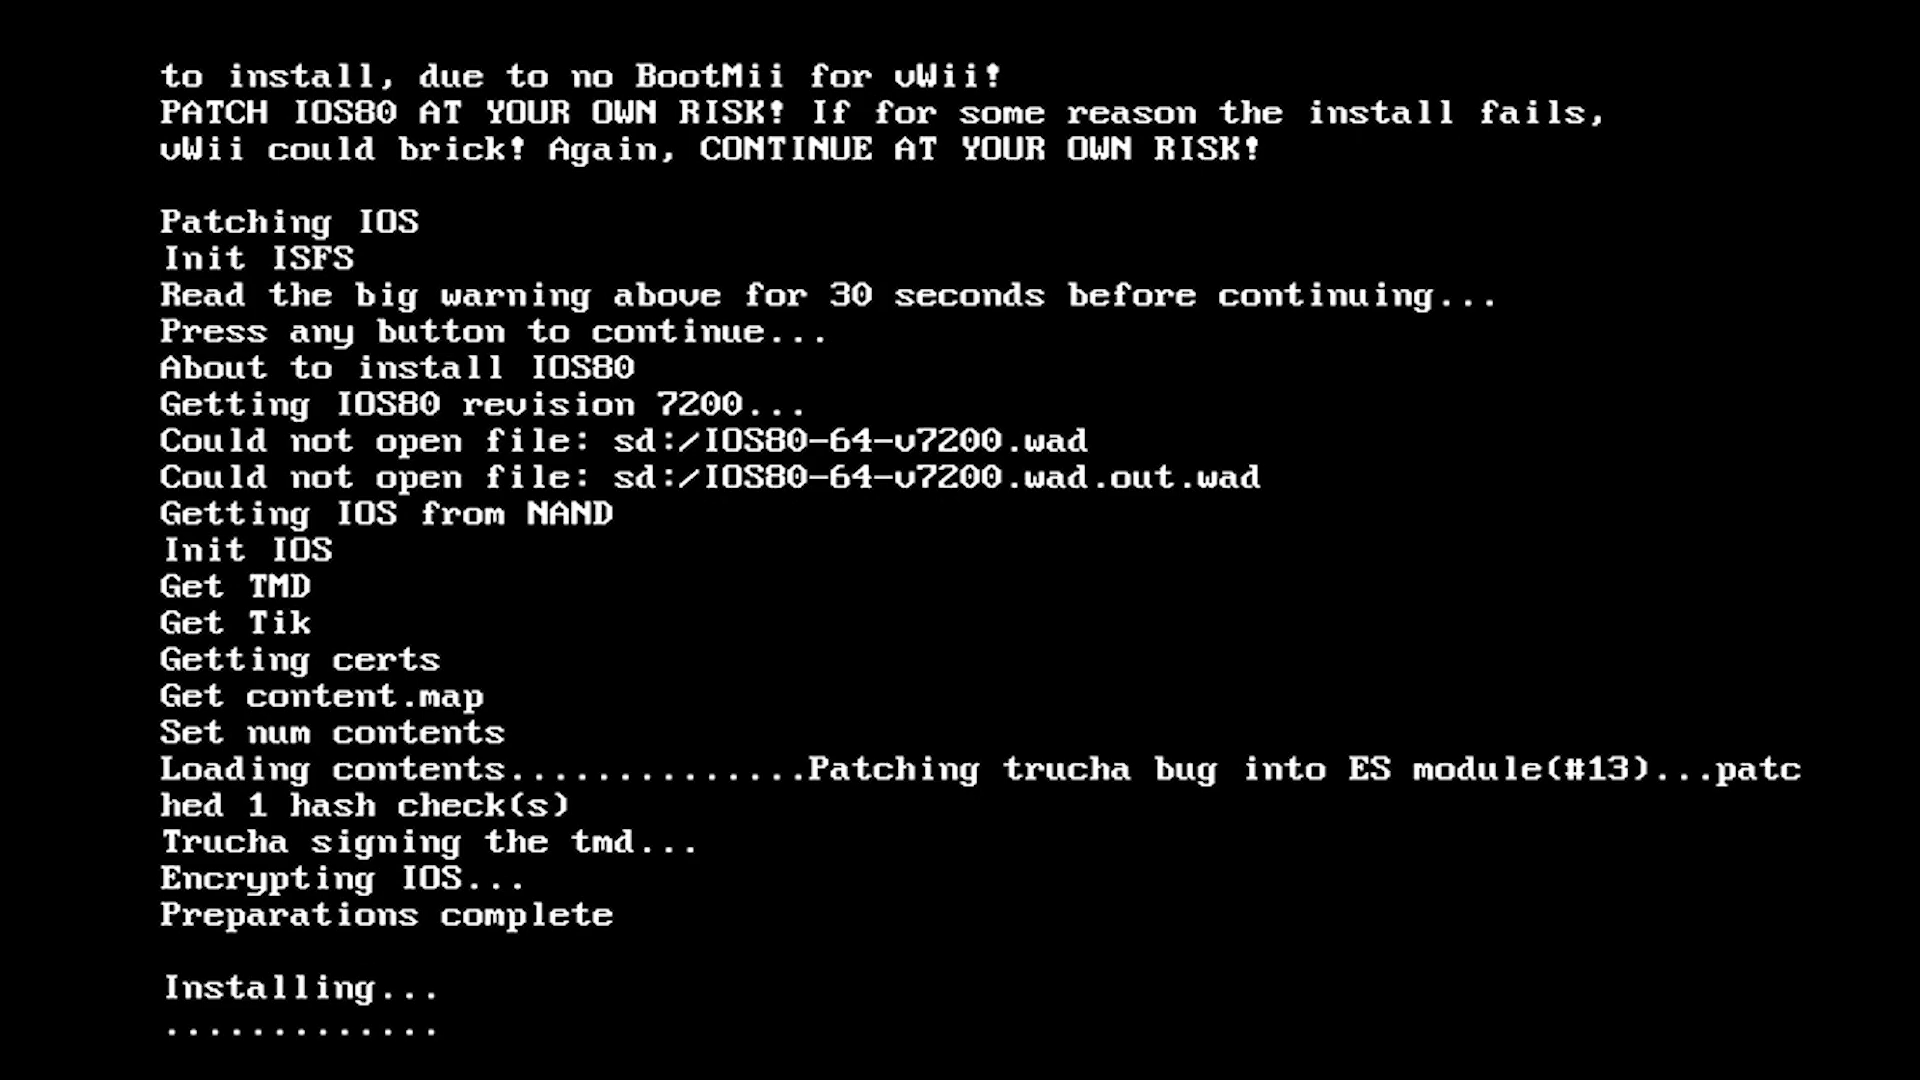 to install, due to no BootMii for vWii!
PATCH IOS80 AT YOUR OWN RISK! If for some reason the install fails,
vWii could brick! Again, CONTINUE AT YOUR OWN RISK!
Patching IOS
Init ISFS
Read the big warning above for 30 seconds before continuing...
Press any button to continue...
About to install IOS80
Getting IOS80 revision 7200...
Could not open file: sd:/IOS80-64-v7200.wad
Could not open file: sd:/IOS80-64-v7200.wad.out.wad
Getting IOS from NAND
Init IOS
Get TMD
Get Tik
Getting certs
Get content.map
Set num contents
Loading contents..............Patching trucha bug into ES module(#13)...patc
hed 1 hash check(s)
Trucha signing the tmd...
Encrypting IOS...
Preparations complete
Installing...
.............